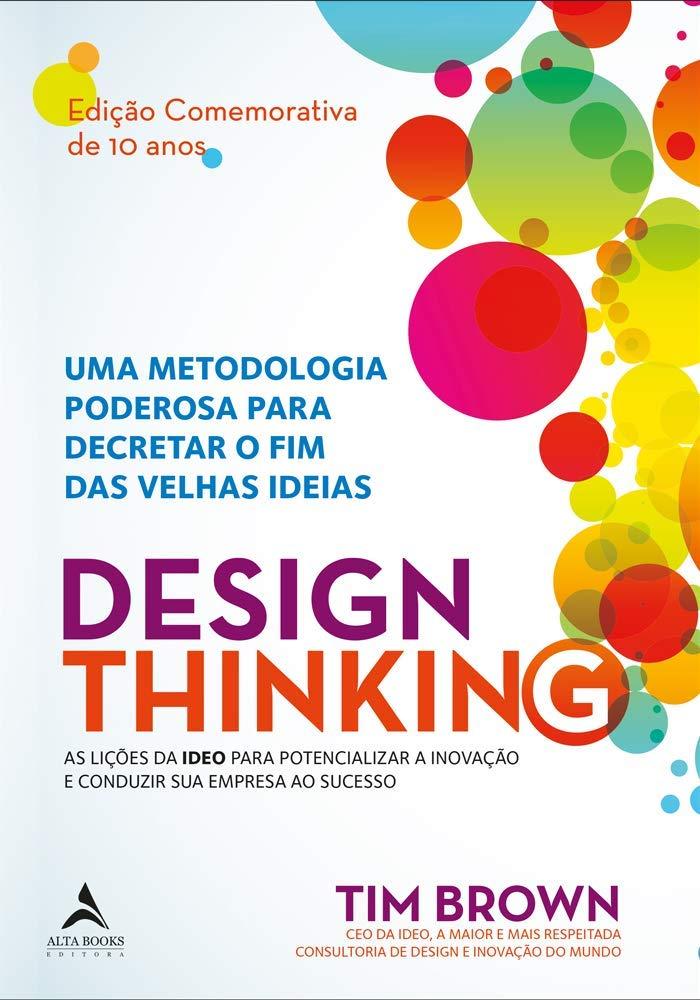 Edição Comemorativa
de 10 anos
UMA METODOLOGIA
PODEROSA PARA
DECRETAR O FIM
DAS VELHAS IDEIAS
DESIGN
THINKING
AS LIÇÕES DA IDEO PARA POTENCIALIZAR A INOVAÇÃO
E CONDUZIR SUA EMPRESA AO SUCESSO
TIM BROWN
CEO DA IDEO, A MAIOR E MAIS RESPEITADA
CONSULTORIA DE DESIGN E INOVAÇÃO DO MUNDO
ALTA BOOKS
EDITORA